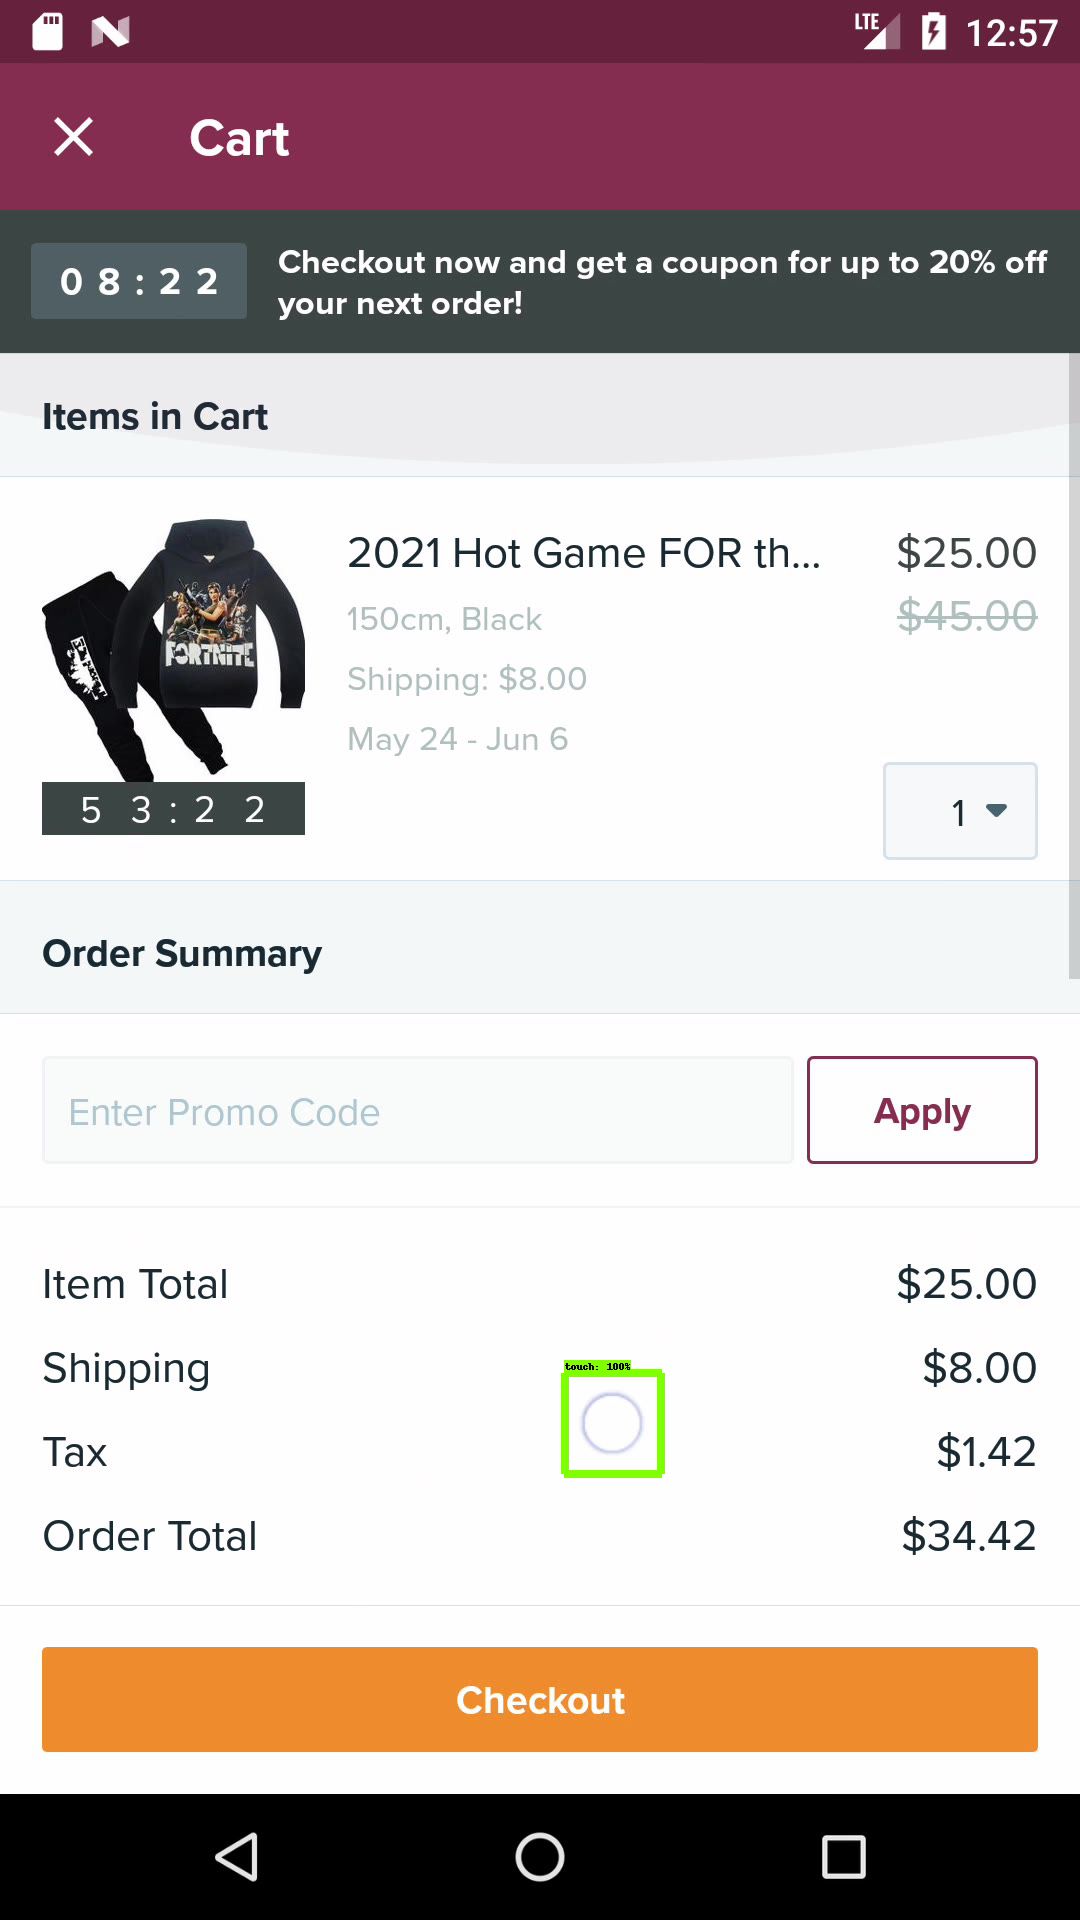 LTE 12:57
Cart
08:22
Checkout now and get a coupon for up to 20% off
your next order!
Items in Cart
FORTNITE
53:22
2021 Hot Game FOR th... $25.00
150cm, Black $45.00
Shipping: $8.00
May 24 - Jun 6
1
Order Summary
Enter Promo Code
Apply
Item Total $25.00
Shipping $8.00
touch: 100%
Tax $1.42
Order Total $34.42
Checkout